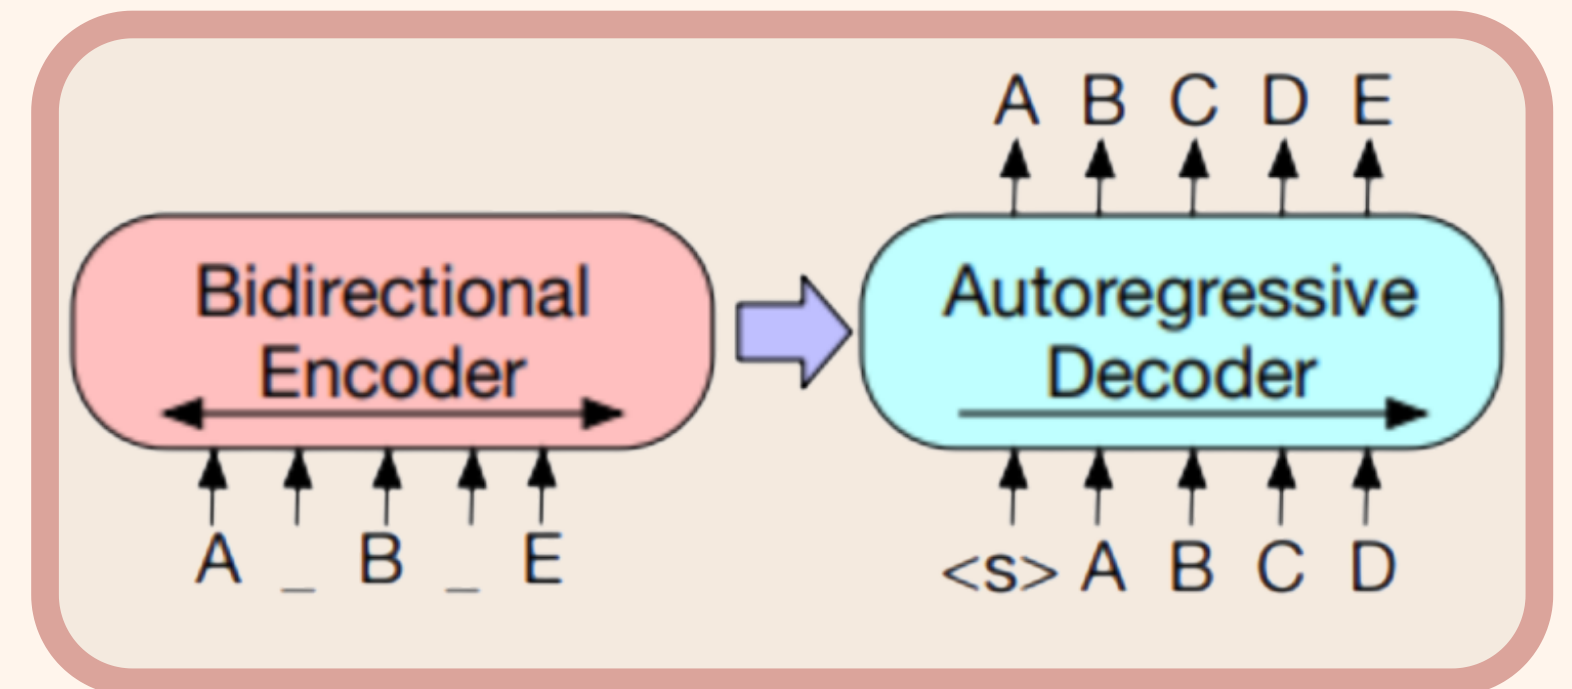 A B C D E
Bidirectional
Encoder
Autoregressive
Decoder
A _ B _ E
<s> A B C D